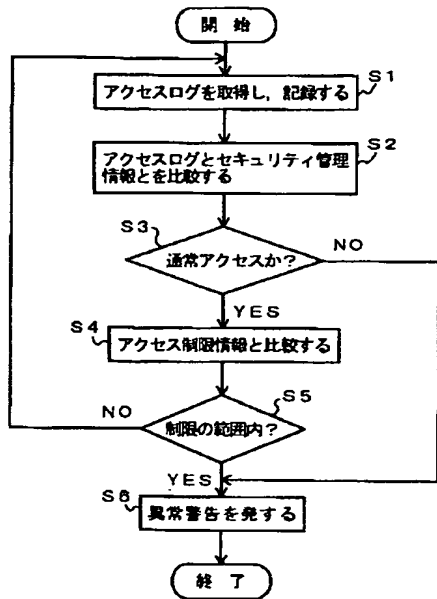 開始
アクセスログを取得し，記録する
S1
アクセスログとセキュリティ管理
情報とを比較する
S2
S3
通常アクセスか？
NO
YES
S4
アクセス制限情報と比較する
NO
制限の範囲内？
S5
YES
S6
異常警告を発する
終了